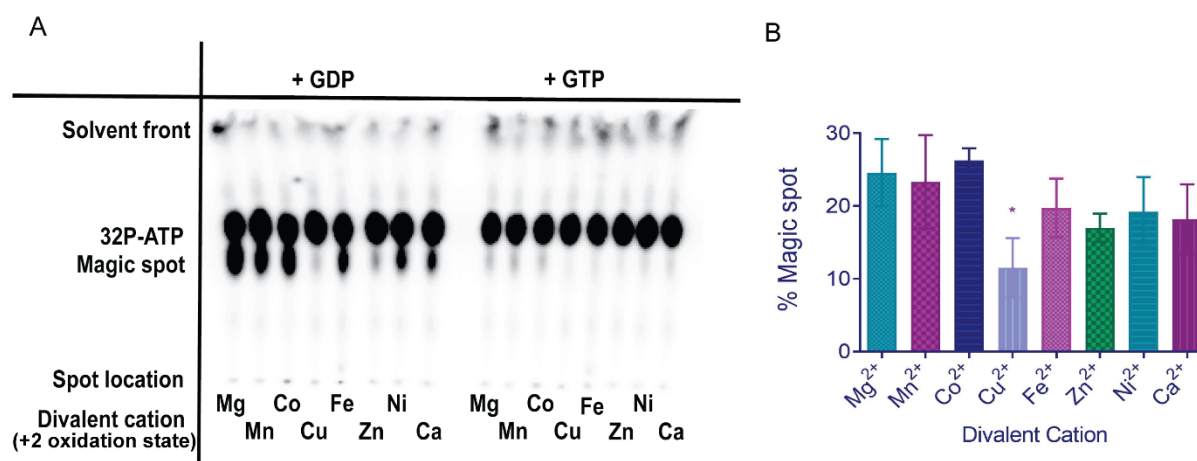 A
+ GDP
+ GTP
Solvent front
32P-ATP
Magic spot
Spot location
Divalent cation
(+2 oxidation state)
Mg Co Fe Ni Mg Co Fe Ni
Mn Cu Zn Ca Mn Cu Zn Ca
B
% Magic spot
30
20
10
0
*
Mg2+ Mn2+ Co2+ Cu2+ Fe2+ Zn2+ Ni2+ Ca2+
Divalent Cation